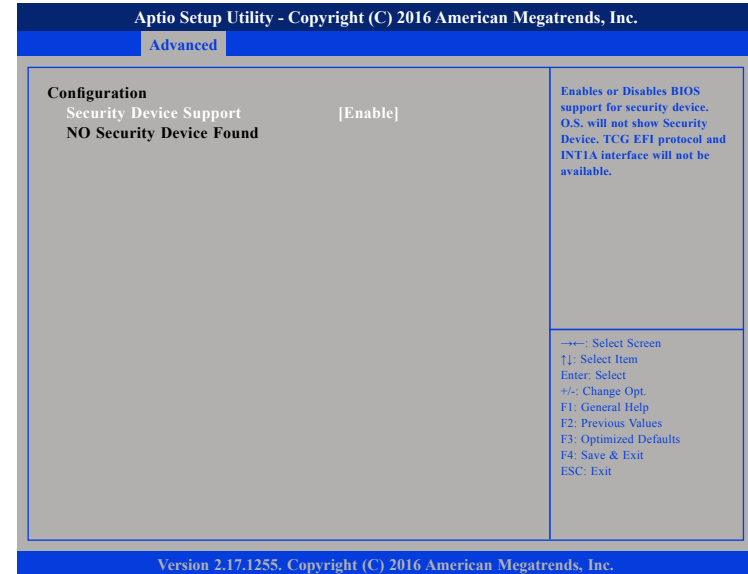 Aptio Setup Utility - Copyright (C) 2016 American Megatrends, Inc.
Advanced
Configuration
Security Device Support [Enable]
NO Security Device Found
Enables or Disables BIOS
support for security device.
O.S. will not show Security
Device. TCG EFI protocol and
INT1A interface will not be
available.
→←: Select Screen
↑↓: Select Item
Enter: Select
+/-: Change Opt.
F1: General Help
F2: Previous Values
F3: Optimized Defaults
F4: Save & Exit
ESC: Exit
Version 2.17.1255. Copyright (C) 2016 American Megatrends, Inc.